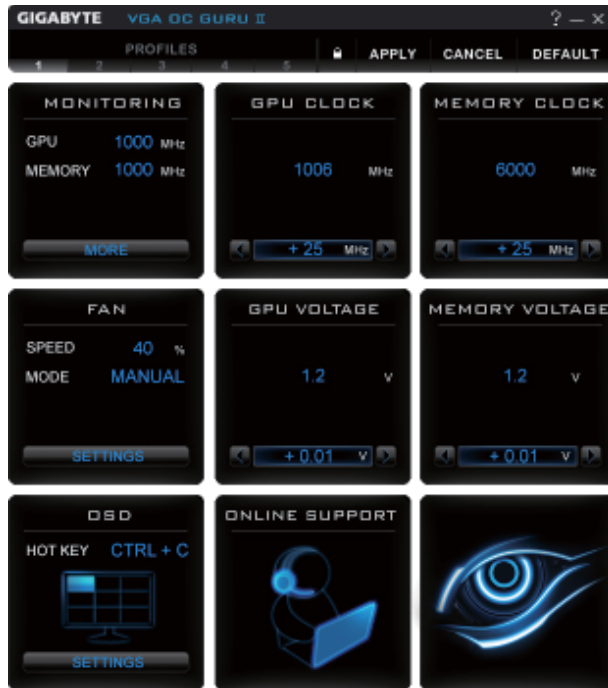 GIGABYTE VGA OC GURU II ? – x
PROFILES
1 2 3 4 5
APPLY CANCEL DEFAULT
MONITORING
GPU 1000 MHz
MEMORY 1000 MHz
MORE
GPU CLOCK
1006 MHz
+ 25 MHz
MEMORY CLOCK
6000 MHz
+ 25 MHz
FAN
SPEED 40 %
MODE MANUAL
SETTINGS
GPU VOLTAGE
1.2 V
+ 0.01 V
MEMORY VOLTAGE
1.2 V
+ 0.01 V
OSD
HOT KEY CTRL + C
SETTINGS
ONLINE SUPPORT